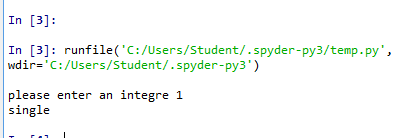 In [3]:
In [3]: runfile('C:/Users/Student/.spyder-py3/temp.py',
wdir='C:/Users/Student/.spyder-py3')
please enter an integre 1
single